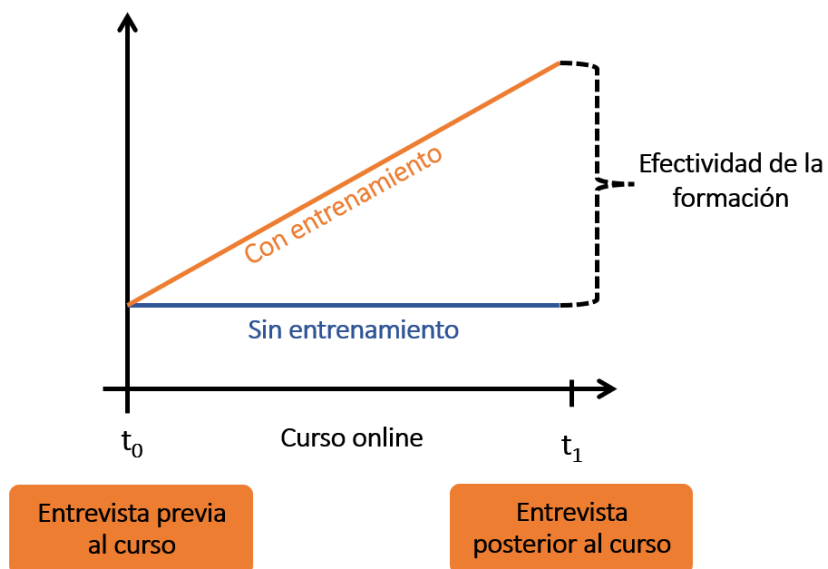 Con entrenamiento
Efectividad de la
formación
Sin entrenamiento
t0
Curso online
t1
Entrevista previa
al curso
Entrevista
posterior al curso